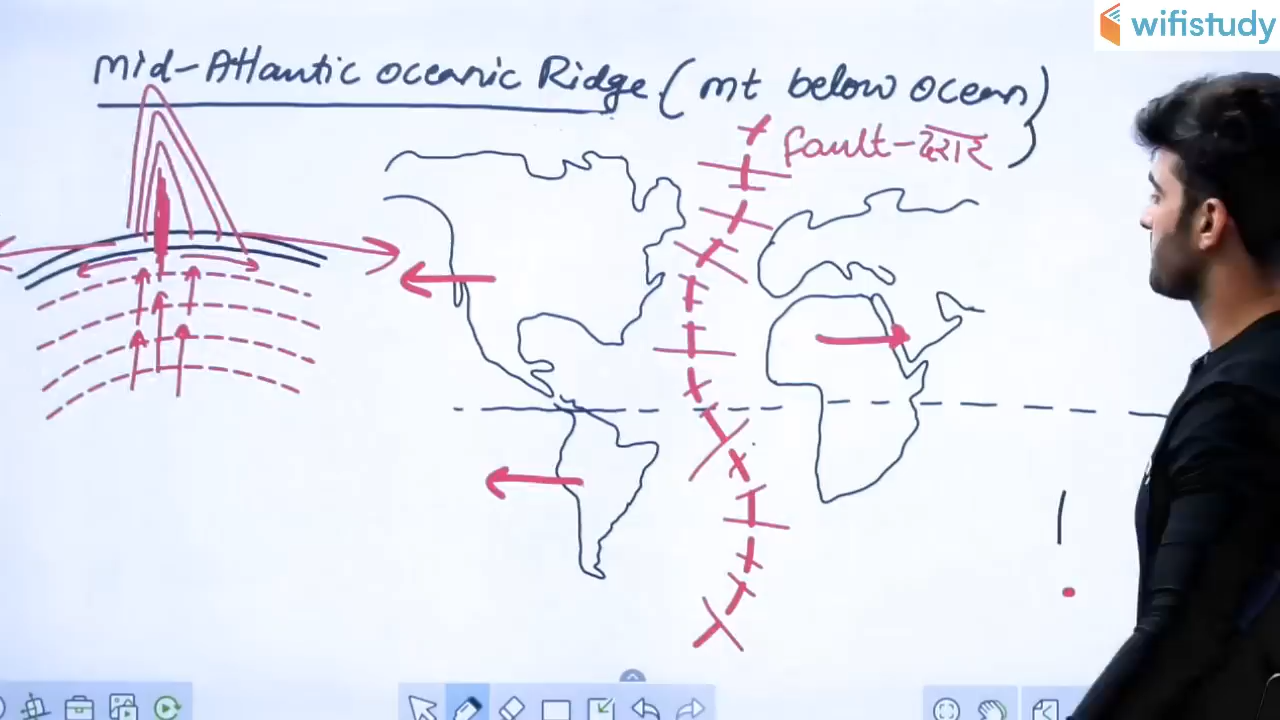 wifistudy
Mid-Atlantic oceanic Ridge (mt below ocean)
fault-दरार